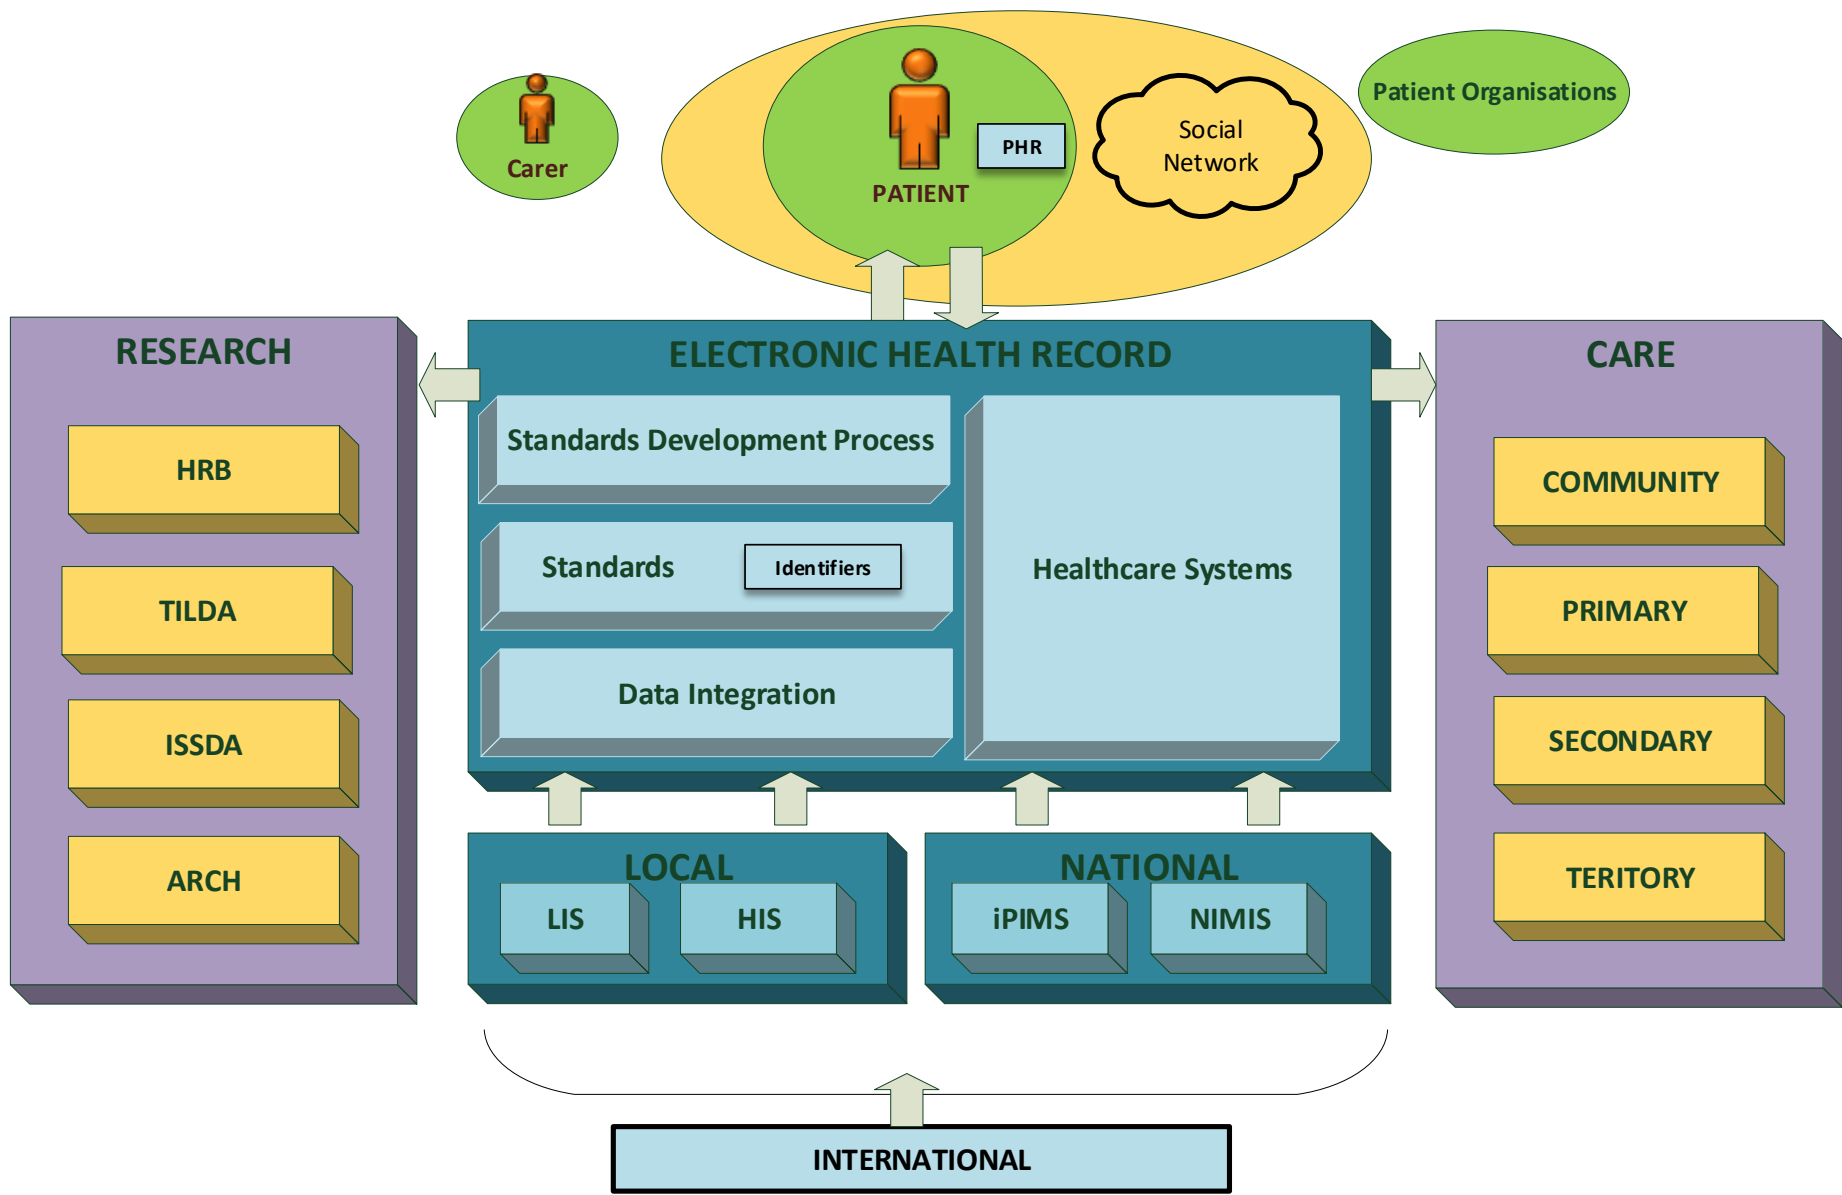 Carer
PATIENT
PHR
Social
Network
Patient Organisations
RESEARCH
HRB
TILDA
ISSDA
ARCH
ELECTRONIC HEALTH RECORD
Standards Development Process
Standards
Identifiers
Data Integration
Healthcare Systems
CARE
COMMUNITY
PRIMARY
SECONDARY
TERITORY
LOCAL
LIS
HIS
NATIONAL
iPIMS
NIMIS
INTERNATIONAL